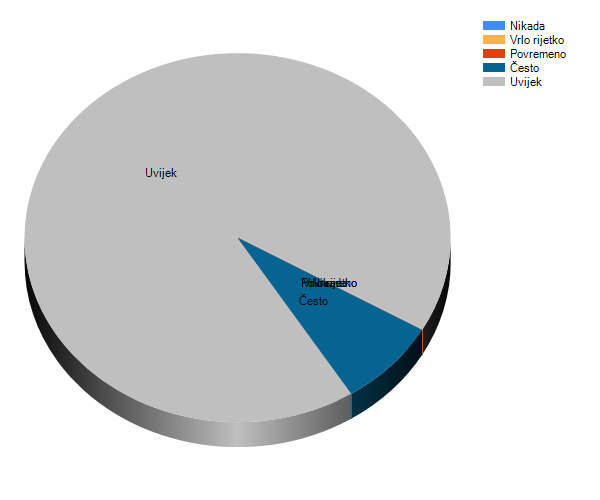 Nikada
Vrlo rijetko
Povremeno
Često
Uvijek
Uvijek
Često